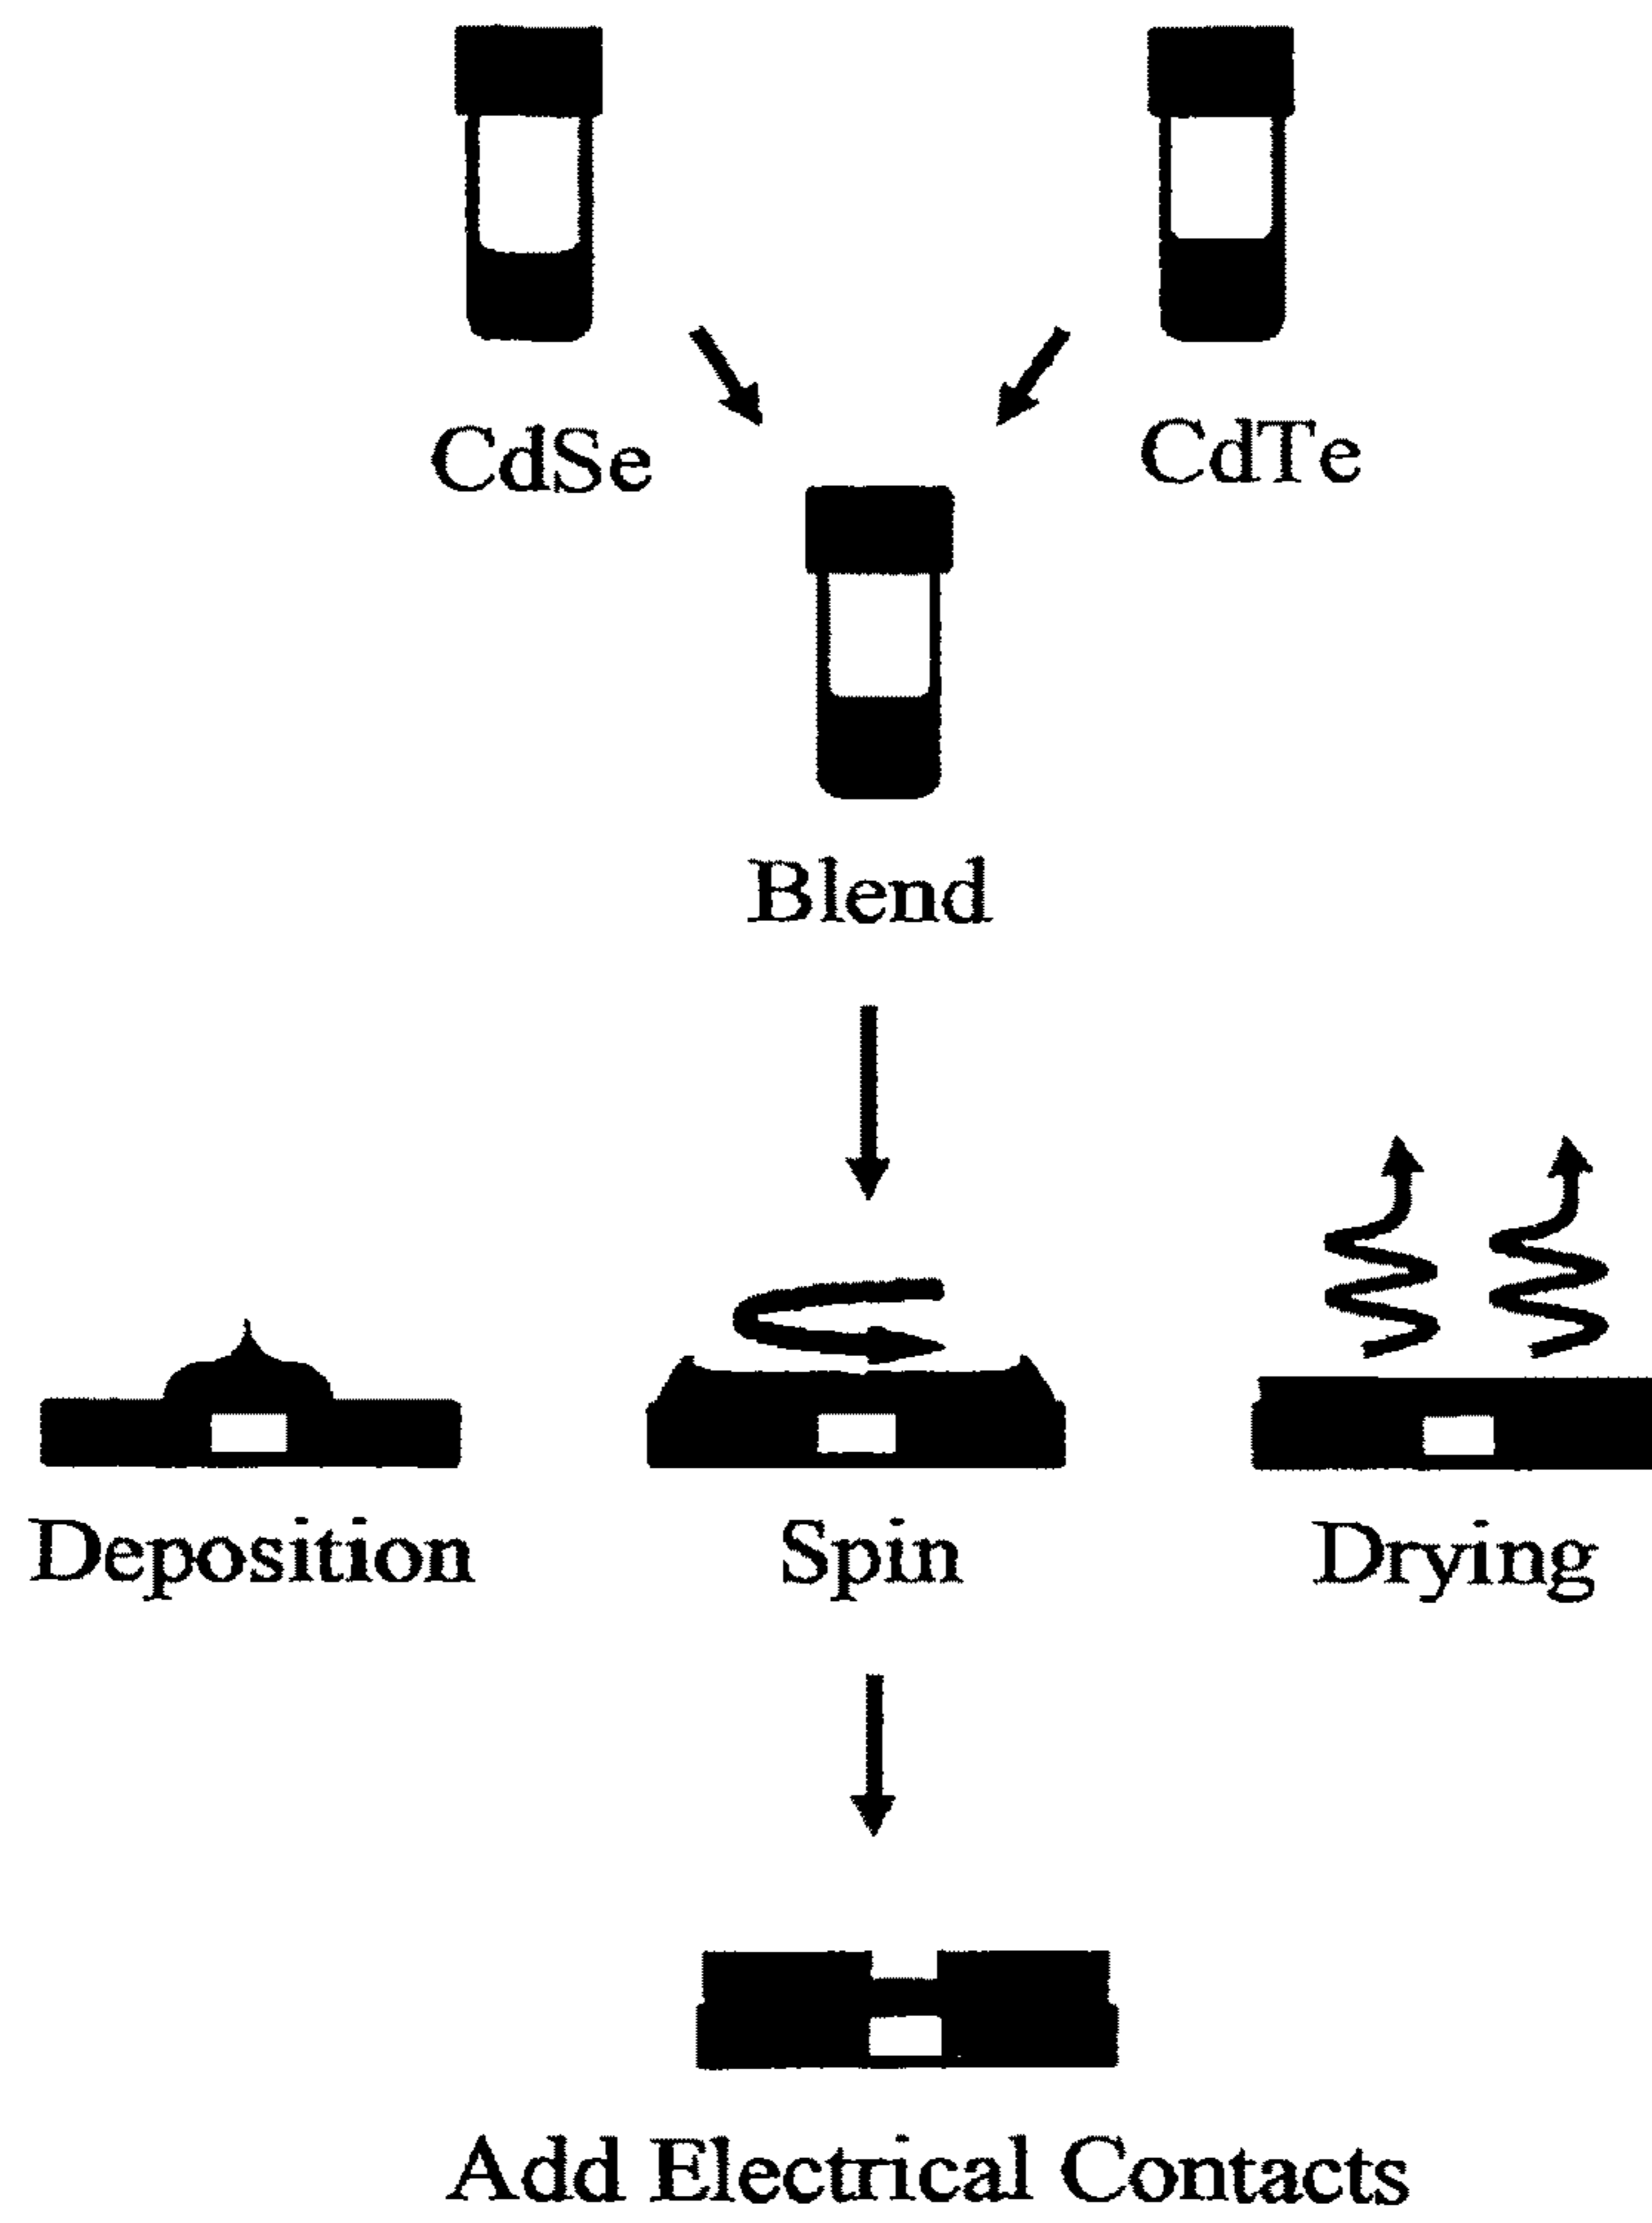 CdSe
CdTe
Blend
Deposition
Spin
Drying
Add Electrical Contacts